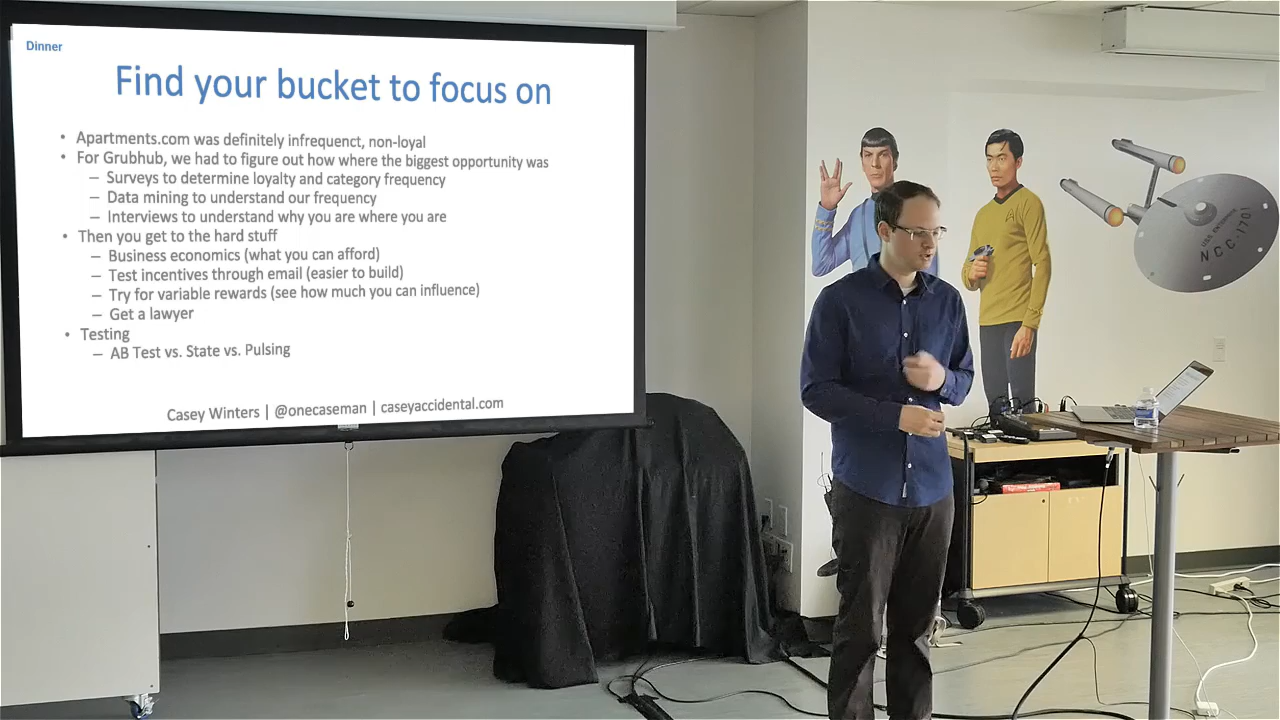 Dinner
Find your bucket to focus on
• Apartments.com was definitely infrequenct, non-loyal
• For Grubhub, we had to figure out how where the biggest opportunity was
– Surveys to determine loyalty and category frequency
– Data mining to understand our frequency
– Interviews to understand why you are where you are
• Then you get to the hard stuff
– Business economics (what you can afford)
– Test incentives through email (easier to build)
– Try for variable rewards (see how much you can influence)
– Get a lawyer
• Testing
– AB Test vs. State vs. Pulsing
Casey Winters | @onecaseman | caseyaccidental.com
U.S.S. ENTERPRISE
NCC-1701